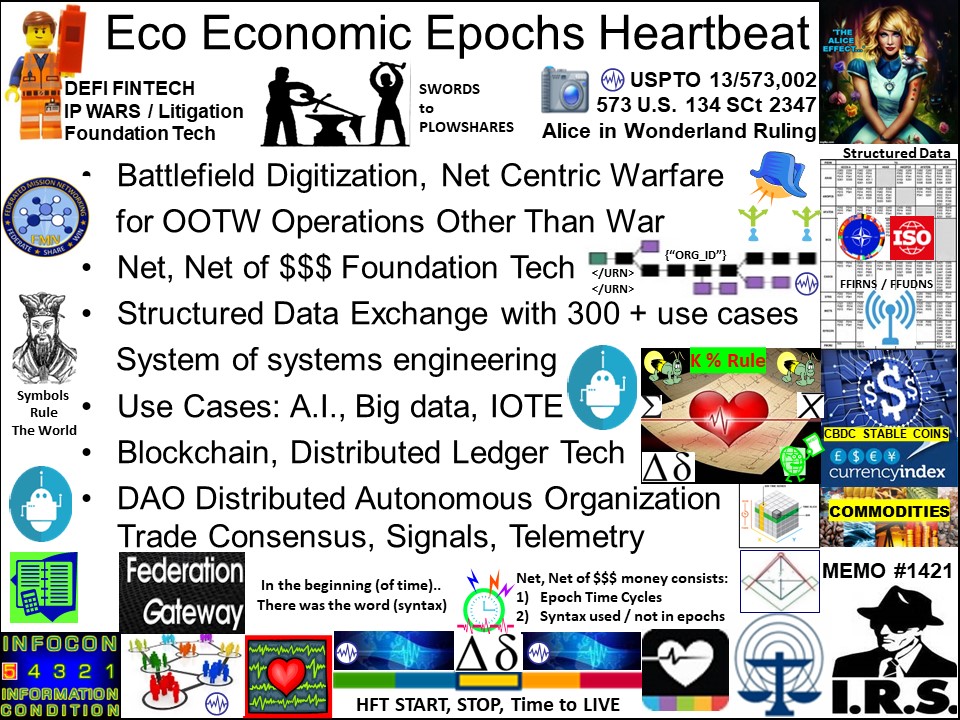 Eco Economic Epochs Heartbeat
"THE
ALICE
EFFECT...
DEFI FINTECH
IP WARS / Litigation
Foundation Tech
SWORDS
to
PLOWSHARES
USPTO 13/573,002
573 U.S. 134 SCt 2347
Alice in Wonderland Ruling
Structured Data
• Battlefield Digitization, Net Centric Warfare
for OOTW Operations Other Than War
FEDERATED MISSION NETWORKING
FMN
FEDERATE SHARE WIN
• Net, Net of $$$ Foundation Tech
{"ORG_ID"}
</URN>
</URN>
ISO
FFIRNS / FFUDNS
• Structured Data Exchange with 300 + use cases
System of systems engineering
Symbols
Rule
The World
K % Rule
Σ
X
Δ δ
• Use Cases: A.I., Big data, IOTE
• Blockchain, Distributed Ledger Tech
• DAO Distributed Autonomous Organization
Trade Consensus, Signals, Telemetry
$
CBDC STABLE COINS
£ $ € ¥
currencyindex
COMMODITIES
Federation
Gateway
In the beginning (of time)..
There was the word (syntax)
Net, Net of $$$ money consists:
1) Epoch Time Cycles
2) Syntax used / not in epochs
MEMO #1421
INFOCON
5 4 3 2 1
INFORMATION
CONDITION
Δ δ
HFT START, STOP, Time to LIVE
I.R.S.